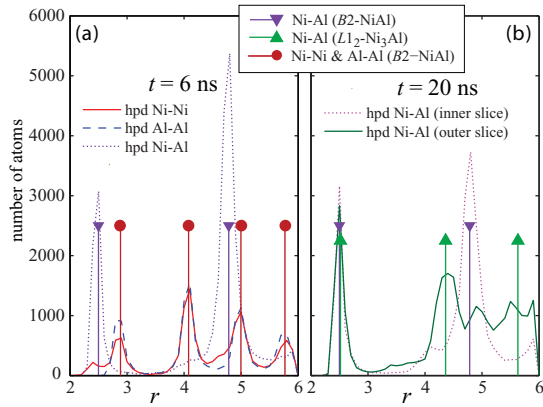 Ni-Al (B2-NiAl)
Ni-Al (L1₂-Ni₃Al)
Ni-Ni & Al-Al (B2−NiAl)
(a)
t = 6 ns
hpd Ni-Ni
hpd Al-Al
hpd Ni-Al
(b)
t = 20 ns
hpd Ni-Al (inner slice)
hpd Ni-Al (outer slice)
number of atoms
6000
5000
4000
3000
2000
1000
0
2 3 4 5 6
r
2 3 4 5 6
r